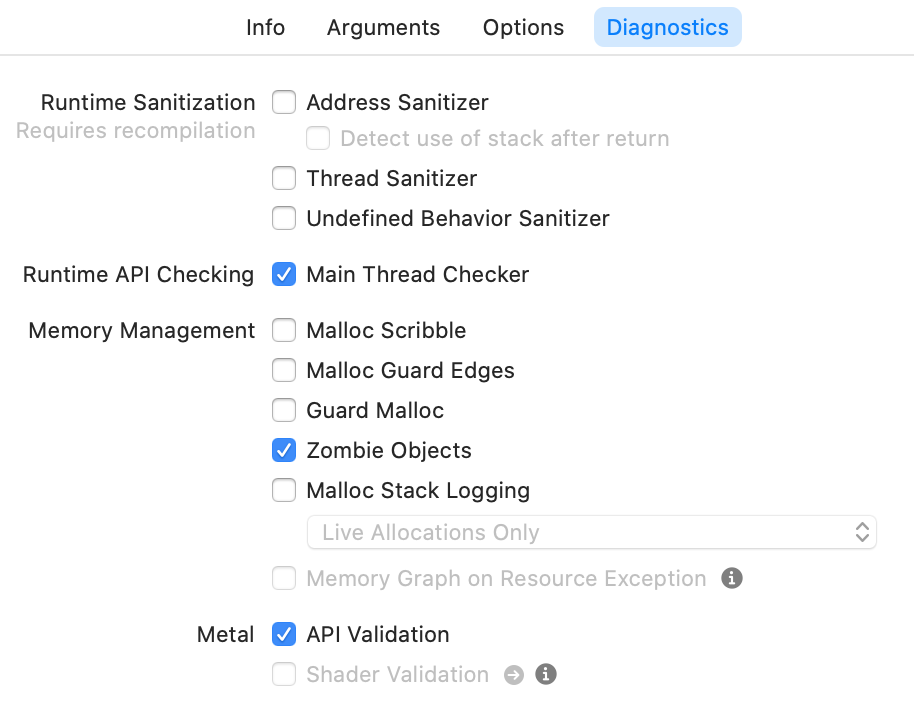 Info Arguments Options Diagnostics
Runtime Sanitization Address Sanitizer
Requires recompilation
Detect use of stack after return
Thread Sanitizer
Undefined Behavior Sanitizer
Runtime API Checking Main Thread Checker
Memory Management Malloc Scribble
Malloc Guard Edges
Guard Malloc
Zombie Objects
Malloc Stack Logging
Live Allocations Only
Memory Graph on Resource Exception
Metal API Validation
Shader Validation